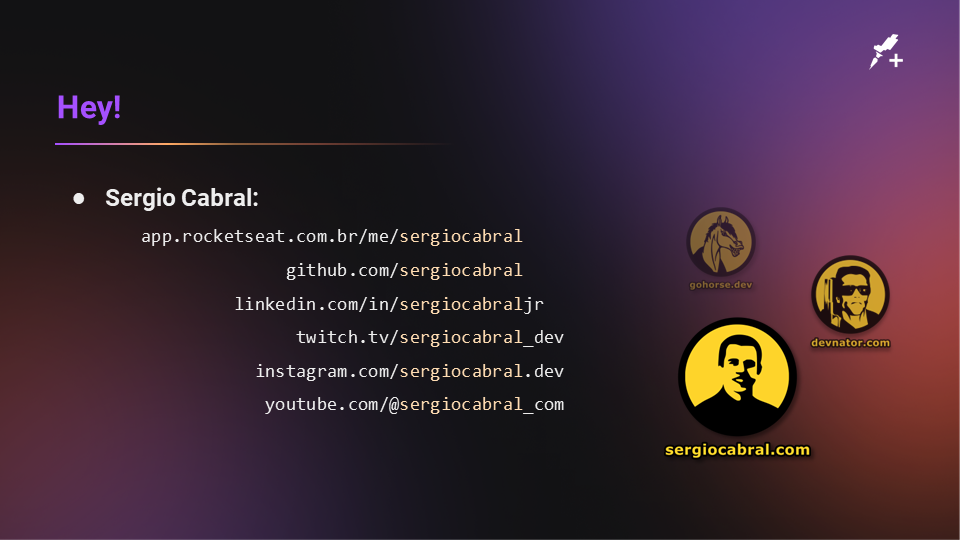 Hey!
● Sergio Cabral:
app.rocketseat.com.br/me/sergiocabral
github.com/sergiocabral
linkedin.com/in/sergiocabraljr
twitch.tv/sergiocabral_dev
instagram.com/sergiocabral.dev
youtube.com/@sergiocabral_com
gohorse.dev
devnator.com
sergiocabral.com